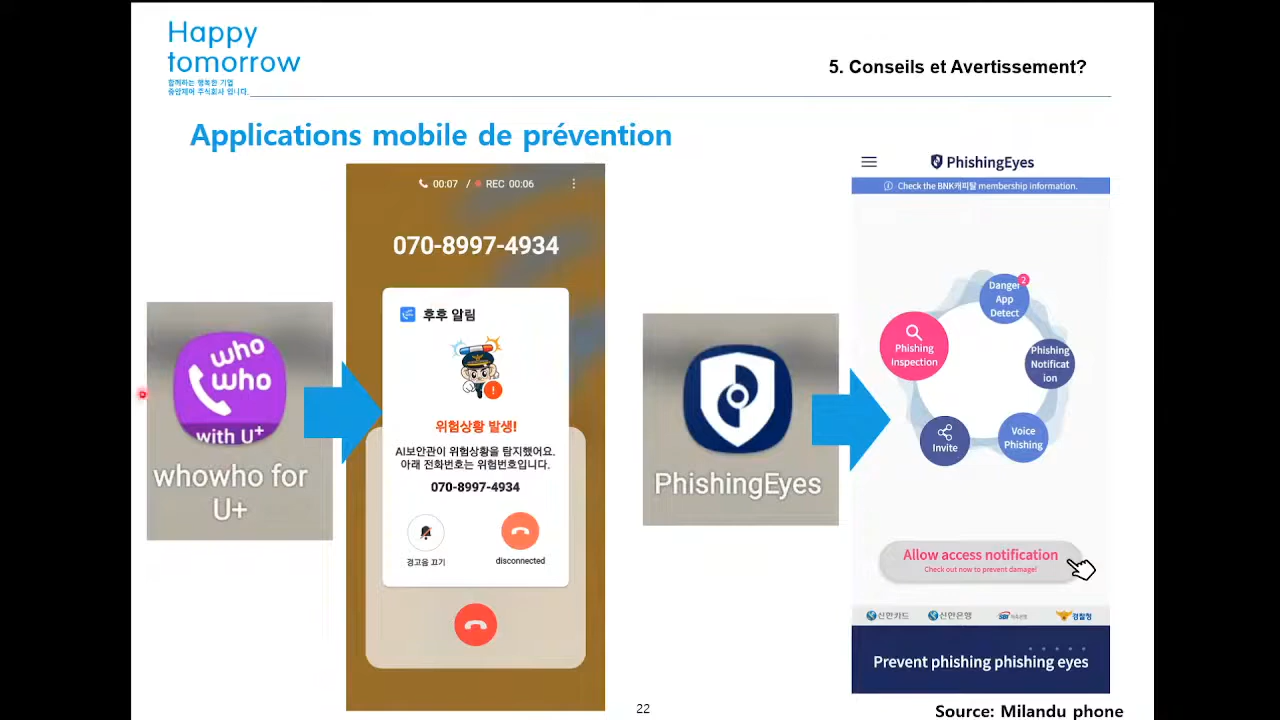 Happy
tomorrow
함께하는 행복한 기업
중앙제어 주식회사 입니다.
5. Conseils et Avertissement?
Applications mobile de prévention
who
who
with U+
whowho for
U+
00:07 / REC 00:06
070-8997-4934
후후 알림
위험상황 발생!
AI보안관이 위험상황을 탐지했어요.
아래 전화번호는 위험번호입니다.
070-8997-4934
경고음 끄기
disconnected
PhishingEyes
PhishingEyes
Check the BNK캐피탈 membership information.
2
Danger
App
Detect
Phishing
Inspection
Phishing
Notificat
ion
Invite
Voice
Phishing
Allow access notification
Check out now to prevent damage!
신한카드
신한은행
SBI 저축은행
경찰청
Prevent phishing phishing eyes
22
Source: Milandu phone